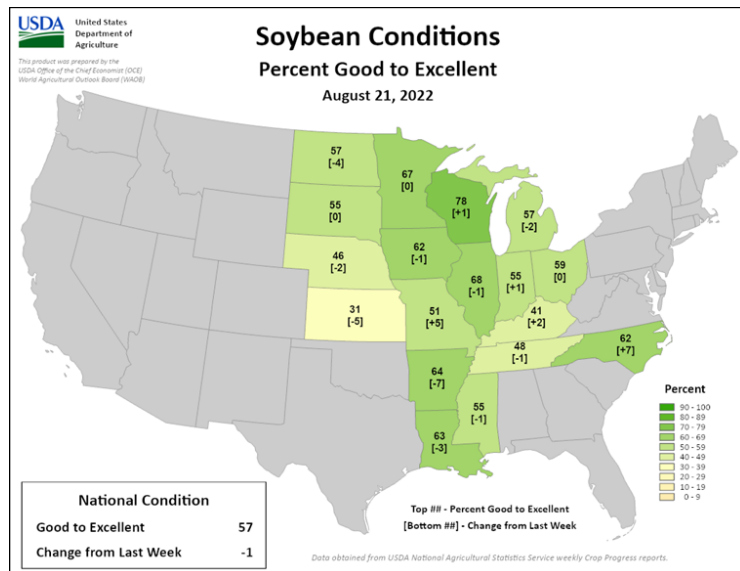 USDA
United States
Department of
Agriculture
This product was prepared by the
USDA Office of the Chief Economist (OCE)
World Agricultural Outlook Board (WAOB)
Soybean Conditions
Percent Good to Excellent
August 21, 2022
57
[-4]
67
[0]
78
[+1]
57
[-2]
55
[0]
46
[-2]
62
[-1]
68
[-1]
55
[+1]
59
[0]
31
[-5]
51
[+5]
41
[+2]
48
[-1]
62
[+7]
64
[-7]
55
[-1]
63
[-3]
Percent
90 - 100
80 - 89
70 - 79
60 - 69
50 - 59
40 - 49
30 - 39
20 - 29
10 - 19
0 - 9
National Condition
Good to Excellent 57
Change from Last Week -1
Top ## - Percent Good to Excellent
[Bottom ##] - Change from Last Week
Data obtained from USDA National Agricultural Statistics Service weekly Crop Progress reports.